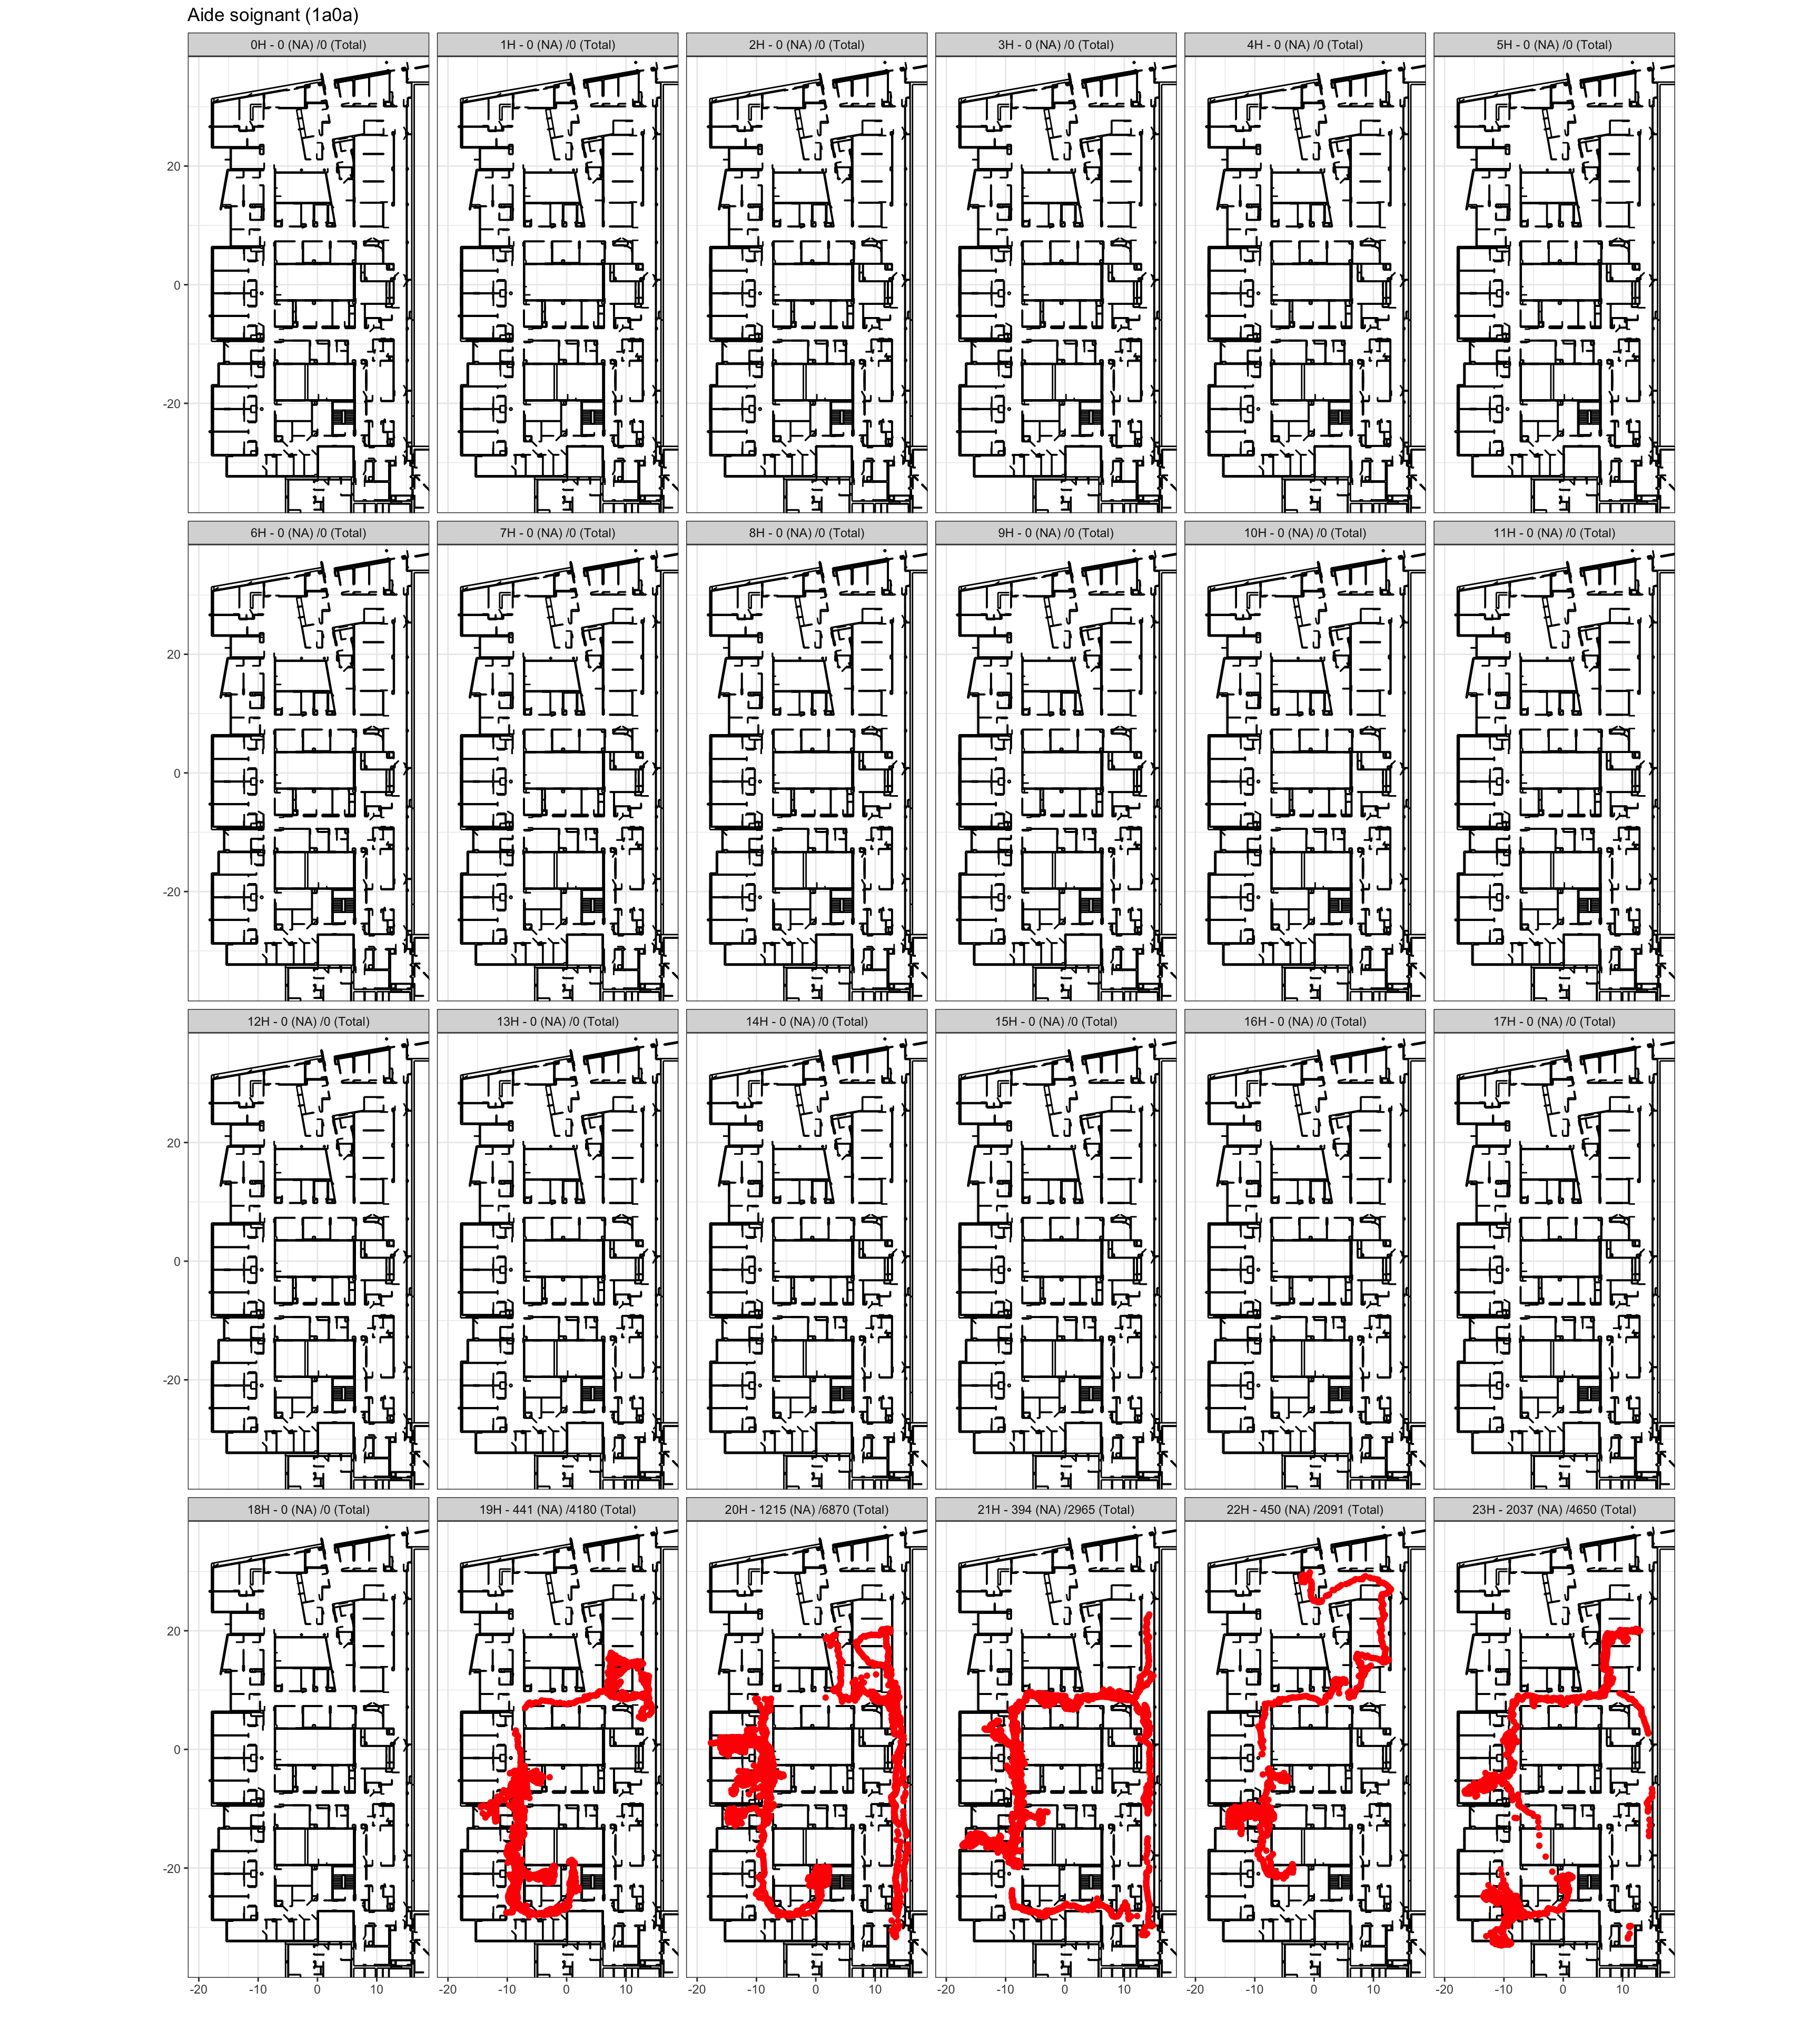 Aide soignant (1a0a)
0H - 0 (NA) /0 (Total) 1H - 0 (NA) /0 (Total) 2H - 0 (NA) /0 (Total) 3H - 0 (NA) /0 (Total) 4H - 0 (NA) /0 (Total) 5H - 0 (NA) /0 (Total)
20
0
-20
6H - 0 (NA) /0 (Total) 7H - 0 (NA) /0 (Total) 8H - 0 (NA) /0 (Total) 9H - 0 (NA) /0 (Total) 10H - 0 (NA) /0 (Total) 11H - 0 (NA) /0 (Total)
20
0
-20
12H - 0 (NA) /0 (Total) 13H - 0 (NA) /0 (Total) 14H - 0 (NA) /0 (Total) 15H - 0 (NA) /0 (Total) 16H - 0 (NA) /0 (Total) 17H - 0 (NA) /0 (Total)
20
0
-20
18H - 0 (NA) /0 (Total) 19H - 441 (NA) /4180 (Total) 20H - 1215 (NA) /6870 (Total) 21H - 394 (NA) /2965 (Total) 22H - 450 (NA) /2091 (Total) 23H - 2037 (NA) /4650 (Total)
20
0
-20
-20 -10 0 10 -20 -10 0 10 -20 -10 0 10 -20 -10 0 10 -20 -10 0 10 -20 -10 0 10